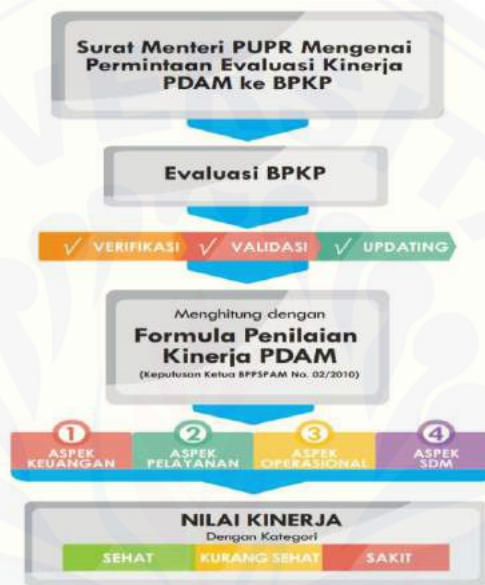 Surat Menteri PUPR Mengenai
Permintaan Evaluasi Kinerja
PDAM ke BPKP
Evaluasi BPKP
√ VERIFIKASI √ VALIDASI √ UPDATING
Menghitung dengan
Formula Penilaian
Kinerja PDAM
(Keputusan Ketua BPPSPAM No. 02/2010)
1 2 3 4
ASPEK KEUANGAN
ASPEK PELAYANAN
ASPEK OPERASIONAL
ASPEK SDM
NILAI KINERJA
Dengan Kategori
SEHAT KURANG SEHAT SAKIT